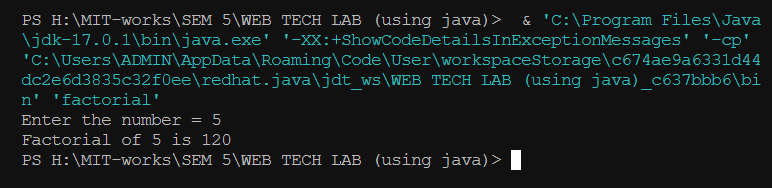 PS H:\MIT-works\SEM 5\WEB TECH LAB (using java)>  & 'C:\Program Files\Java
\jdk-17.0.1\bin\java.exe' '-XX:+ShowCodeDetailsInExceptionMessages' '-cp'
'C:\Users\ADMIN\AppData\Roaming\Code\User\workspaceStorage\c674ae9a6331d44
dc2e6d3835c32f0ee\redhat.java\jdt_ws\WEB TECH LAB (using java)_c637bbb6\bi
n' 'factorial'
Enter the number = 5
Factorial of 5 is 120
PS H:\MIT-works\SEM 5\WEB TECH LAB (using java)>